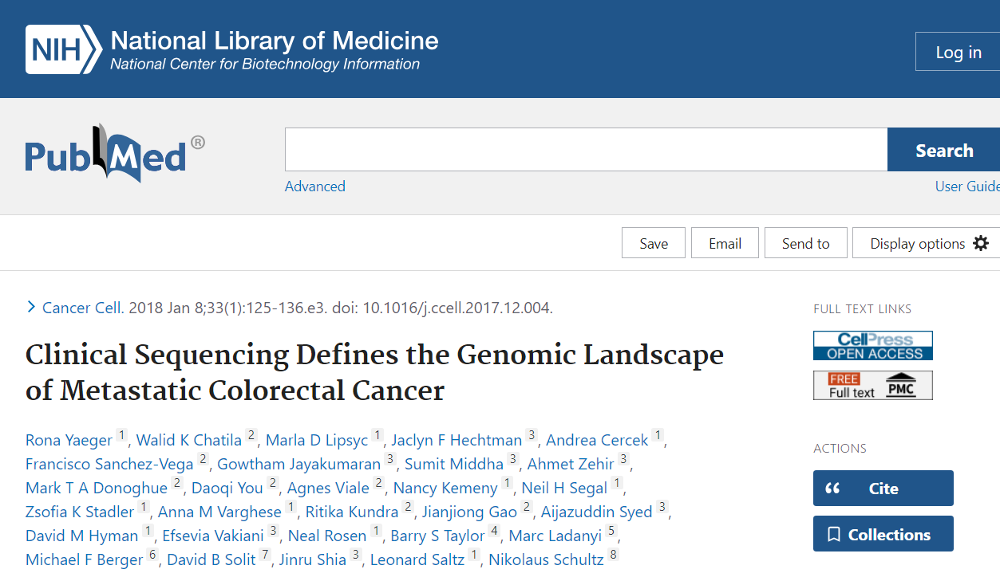 NIH National Library of Medicine
National Center for Biotechnology Information
Log in
PubMed®
Search
Advanced
User Guide
Save
Email
Send to
Display options
Cancer Cell. 2018 Jan 8;33(1):125-136.e3. doi: 10.1016/j.ccell.2017.12.004.
Clinical Sequencing Defines the Genomic Landscape
of Metastatic Colorectal Cancer
Rona Yaeger 1, Walid K Chatila 2, Marla D Lipsyc 1, Jaclyn F Hechtman 3, Andrea Cercek 1,
Francisco Sanchez-Vega 2, Gowtham Jayakumaran 3, Sumit Middha 3, Ahmet Zehir 3,
Mark T A Donoghue 2, Daoqi You 2, Agnes Viale 2, Nancy Kemeny 1, Neil H Segal 1,
Zsofia K Stadler 1, Anna M Varghese 1, Ritika Kundra 2, Jianjiong Gao 2, Aijazuddin Syed 3,
David M Hyman 1, Efsevia Vakiani 3, Neal Rosen 1, Barry S Taylor 4, Marc Ladanyi 5,
Michael F Berger 6, David B Solit 7, Jinru Shia 3, Leonard Saltz 1, Nikolaus Schultz 8
FULL TEXT LINKS
CellPress
OPEN ACCESS
FREE
Full text PMC
ACTIONS
Cite
Collections